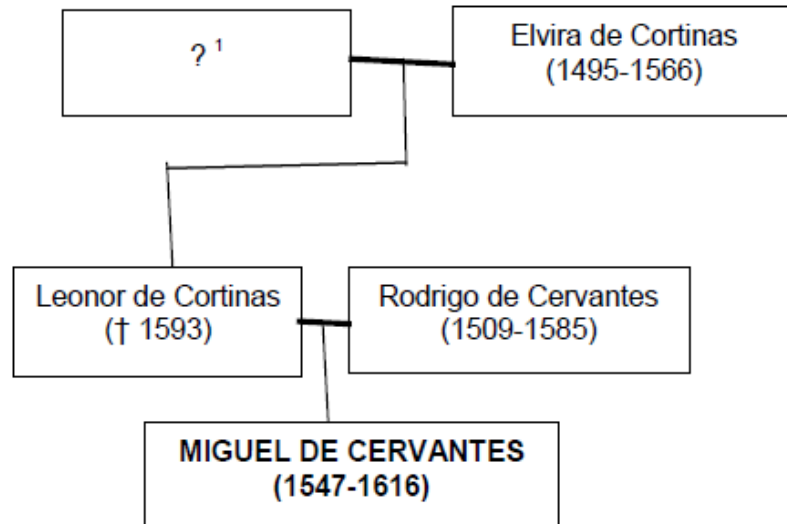 ? 1
Elvira de Cortinas
(1495-1566)
Leonor de Cortinas
(† 1593)
Rodrigo de Cervantes
(1509-1585)
MIGUEL DE CERVANTES
(1547-1616)